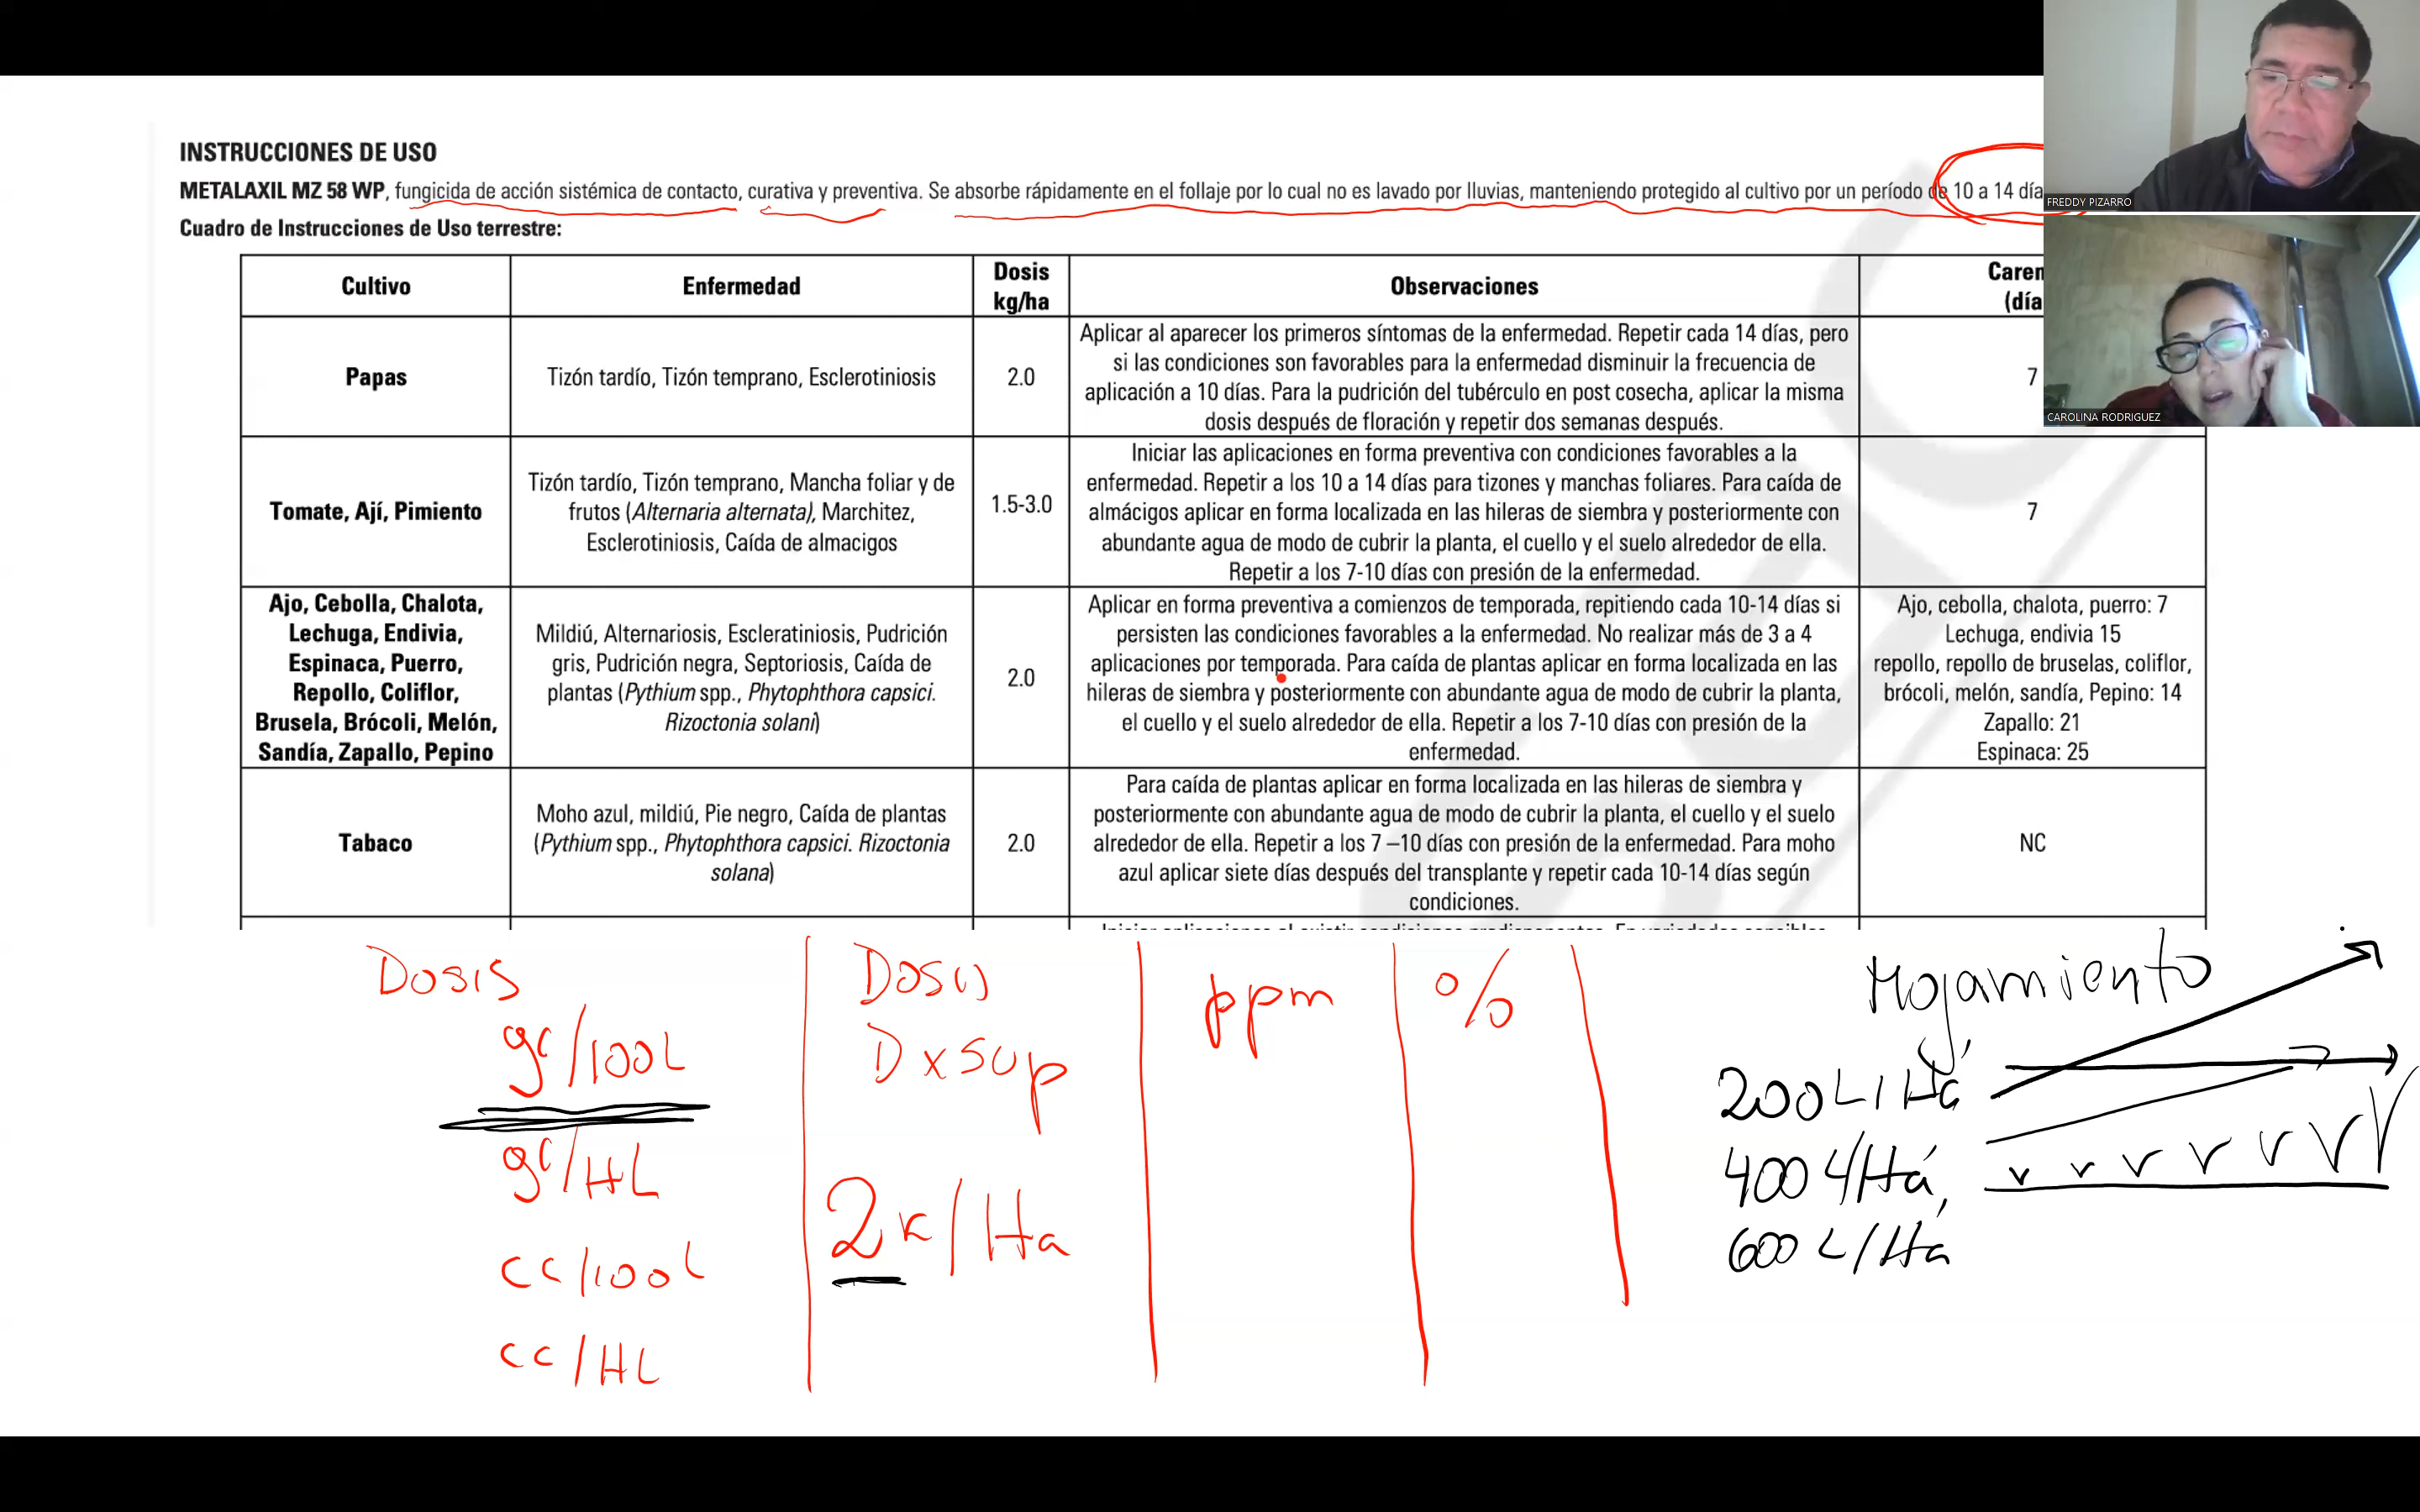 INSTRUCCIONES DE USO
METALAXIL MZ 58 WP, fungicida de acción sistémica de contacto, curativa y preventiva. Se absorbe rápidamente en el follaje por lo cual no es lavado por lluvias, manteniendo protegido al cultivo por un período de 10 a 14 día
Cuadro de Instrucciones de Uso terrestre:
Cultivo
Enfermedad
Dosis
kg/ha
Observaciones
Caren
(día
Papas
Tizón tardío, Tizón temprano, Esclerotiniosis
2.0
Aplicar al aparecer los primeros síntomas de la enfermedad. Repetir cada 14 días, pero
si las condiciones son favorables para la enfermedad disminuir la frecuencia de
aplicación a 10 días. Para la pudrición del tubérculo en post cosecha, aplicar la misma
dosis después de floración y repetir dos semanas después.
7
Tomate, Ají, Pimiento
Tizón tardío, Tizón temprano, Mancha foliar y de
frutos (Alternaria alternata), Marchitez,
Esclerotiniosis, Caída de almacigos
1.5-3.0
Iniciar las aplicaciones en forma preventiva con condiciones favorables a la
enfermedad. Repetir a los 10 a 14 días para tizones y manchas foliares. Para caída de
almácigos aplicar en forma localizada en las hileras de siembra y posteriormente con
abundante agua de modo de cubrir la planta, el cuello y el suelo alrededor de ella.
Repetir a los 7-10 días con presión de la enfermedad.
7
Ajo, Cebolla, Chalota,
Lechuga, Endivia,
Espinaca, Puerro,
Repollo, Coliflor,
Brusela, Brócoli, Melón,
Sandía, Zapallo, Pepino
Mildiú, Alternariosis, Escleratiniosis, Pudrición
gris, Pudrición negra, Septoriosis, Caída de
plantas (Pythium spp., Phytophthora capsici.
Rizoctonia solani)
2.0
Aplicar en forma preventiva a comienzos de temporada, repitiendo cada 10-14 días si
persisten las condiciones favorables a la enfermedad. No realizar más de 3 a 4
aplicaciones por temporada. Para caída de plantas aplicar en forma localizada en las
hileras de siembra y posteriormente con abundante agua de modo de cubrir la planta,
el cuello y el suelo alrededor de ella. Repetir a los 7-10 días con presión de la
enfermedad.
Ajo, cebolla, chalota, puerro: 7
Lechuga, endivia 15
repollo, repollo de bruselas, coliflor,
brócoli, melón, sandía, Pepino: 14
Zapallo: 21
Espinaca: 25
Tabaco
Moho azul, mildiú, Pie negro, Caída de plantas
(Pythium spp., Phytophthora capsici. Rizoctonia
solana)
2.0
Para caída de plantas aplicar en forma localizada en las hileras de siembra y
posteriormente con abundante agua de modo de cubrir la planta, el cuello y el suelo
alrededor de ella. Repetir a los 7 –10 días con presión de la enfermedad. Para moho
azul aplicar siete días después del transplante y repetir cada 10-14 días según
condiciones.
NC
FREDDY PIZARRO
CAROLINA RODRIGUEZ
Dosis
gr/100L
gr/HL
cc/100L
cc/HL
Dosis
D x Sup
2K/Ha
ppm
%
Mojamiento
200L/Há
400L/Há,
600L/Há